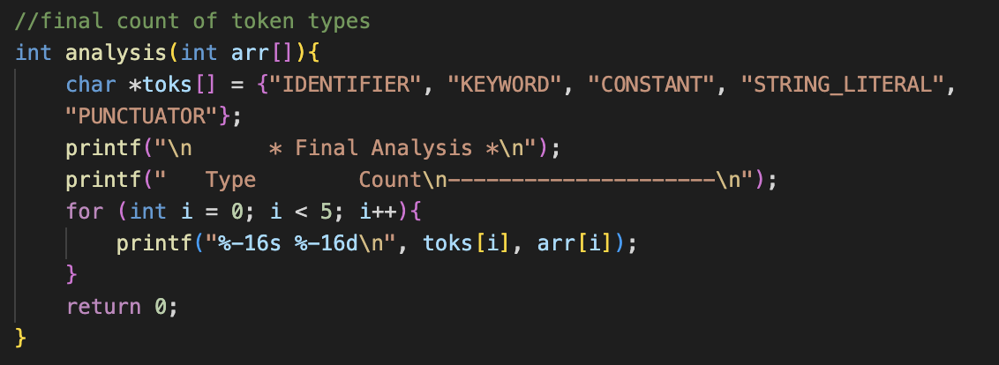 //final count of token types
int analysis(int arr[]){
    char *toks[] = {"IDENTIFIER", "KEYWORD", "CONSTANT", "STRING_LITERAL",
    "PUNCTUATOR"};
    printf("\n      * Final Analysis *\n");
    printf("   Type        Count\n---------------------\n");
    for (int i = 0; i < 5; i++){
        printf("%-16s %-16d\n", toks[i], arr[i]);
    }
    return 0;
}